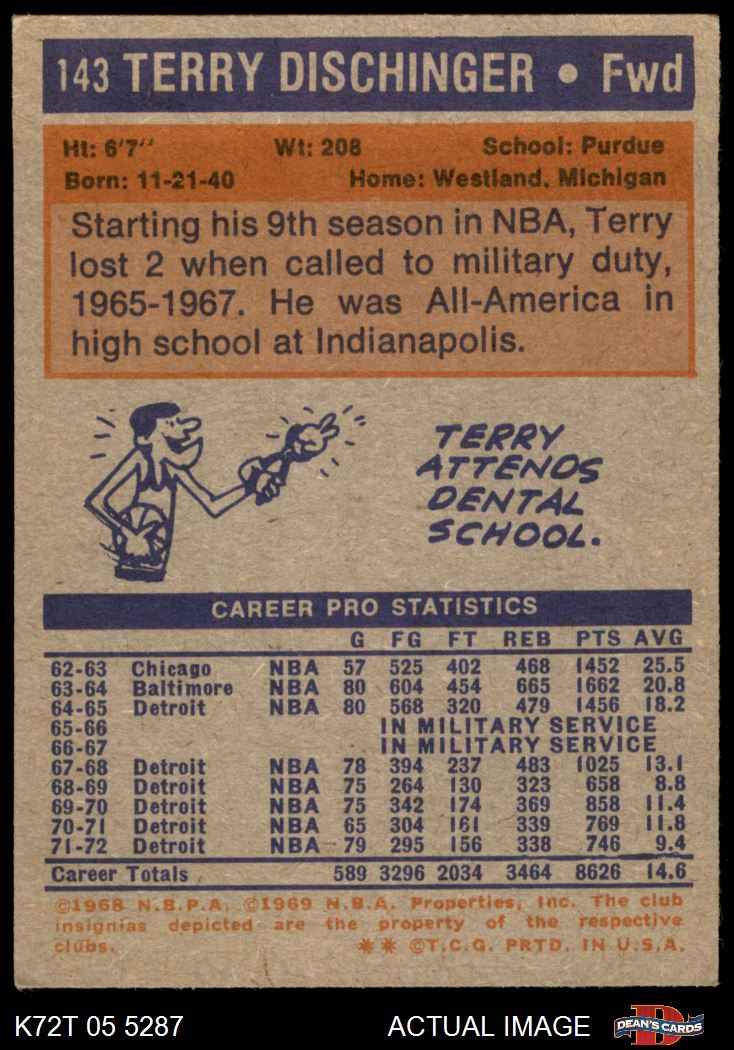 143 TERRY DISCHINGER • Fwd
Ht: 6'7" Wt: 208 School: Purdue
Born: 11-21-40 Home: Westland, Michigan
Starting his 9th season in NBA, Terry
lost 2 when called to military duty,
1965-1967. He was All-America in
high school at Indianapolis.
TERRY
ATTENDS
DENTAL
SCHOOL.
CAREER PRO STATISTICS
G FG FT REB PTS AVG
62-63 Chicago NBA 57 525 402 468 1452 25.5
63-64 Baltimore NBA 80 604 454 665 1662 20.8
64-65 Detroit NBA 80 568 320 479 1456 18.2
65-66 IN MILITARY SERVICE
66-67 IN MILITARY SERVICE
67-68 Detroit NBA 78 394 237 483 1025 13.1
68-69 Detroit NBA 75 264 130 323 658 8.8
69-70 Detroit NBA 75 342 174 369 858 11.4
70-71 Detroit NBA 65 304 161 339 769 11.8
71-72 Detroit NBA 79 295 156 338 746 9.4
Career Totals 589 3296 2034 3464 8626 14.6
©1968 N.B.P.A. ©1969 N.B.A. Properties, Inc. The club
insignias depicted are the property of the respective
clubs. ** ©T.C.G. PRTD. IN U.S.A.
K72T 05 5287 ACTUAL IMAGE DEAN'S CARDS